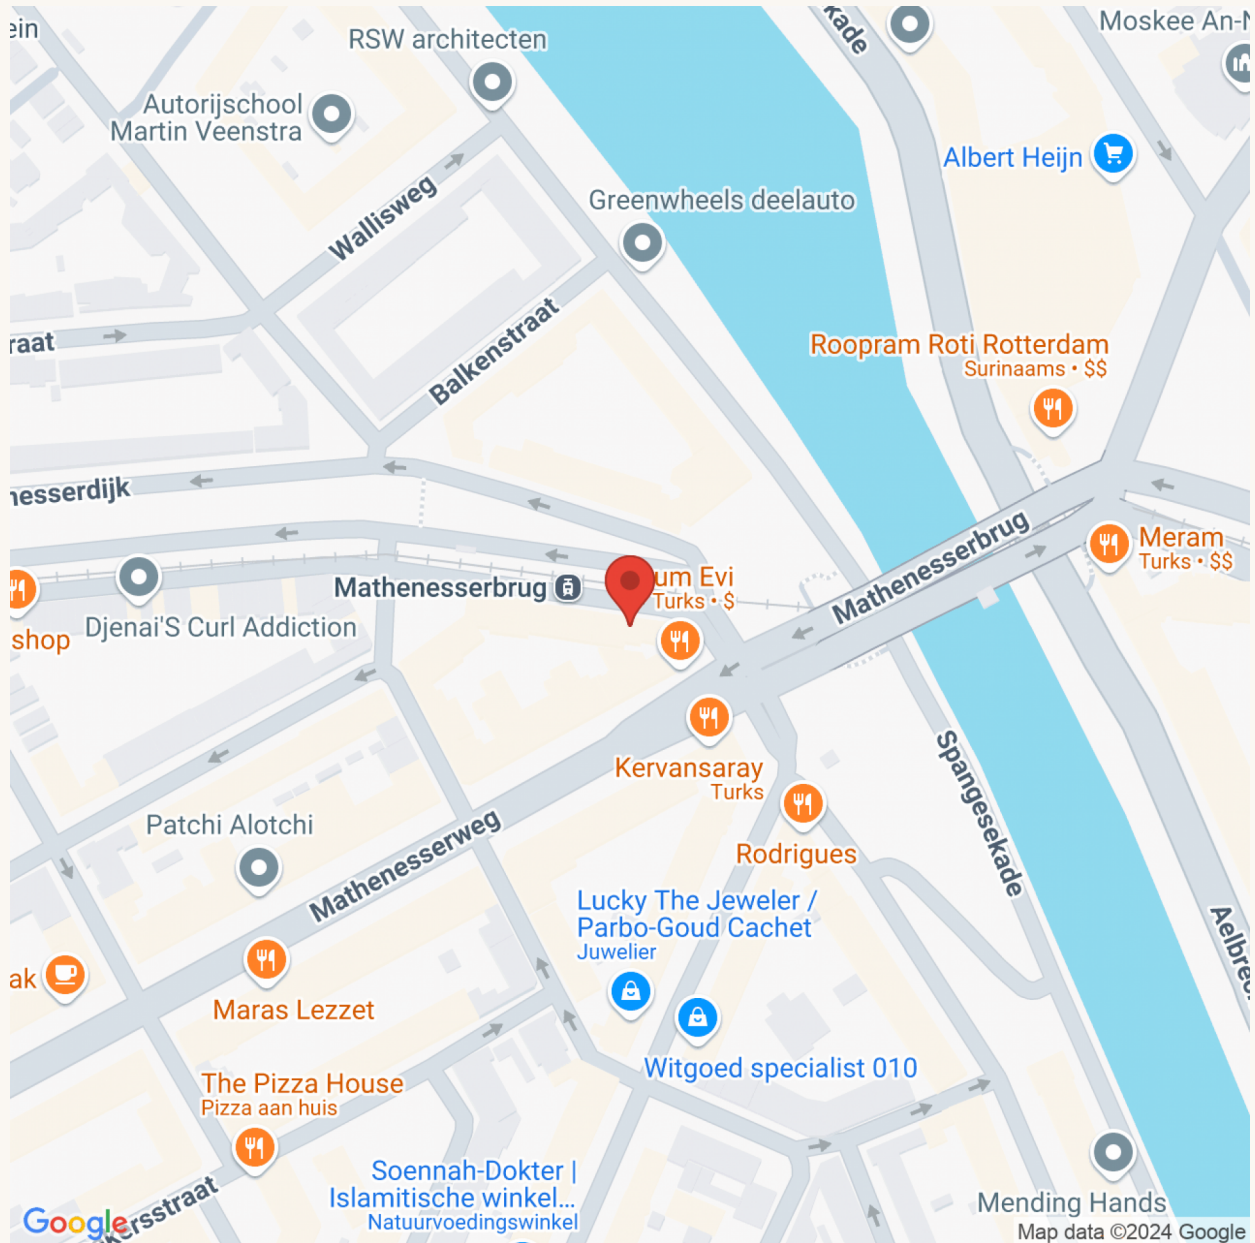 ein
RSW architecten
kade
Moskee An-N
Autorijschool
Martin Veenstra
Albert Heijn
Wallisweg
Greenwheels deelauto
raat
Balkenstraat
Roopram Roti Rotterdam
Surinaams • $$
nesserdijk
Mathenesserbrug
Meram
Turks • $$
Mathenesserbrug
um Evi
Turks • $
shop
Djenai'S Curl Addiction
Kervansaray
Turks
Spangesekade
Patchi Alotchi
Mathenesserweg
Rodrigues
Lucky The Jeweler /
Parbo-Goud Cachet
Juwelier
Aelbrec
ak
Maras Lezzet
Witgoed specialist 010
The Pizza House
Pizza aan huis
Soennah-Dokter |
Islamitische winkel...
Natuurvoedingswinkel
kersstraat
Mending Hands
Google
Map data ©2024 Google